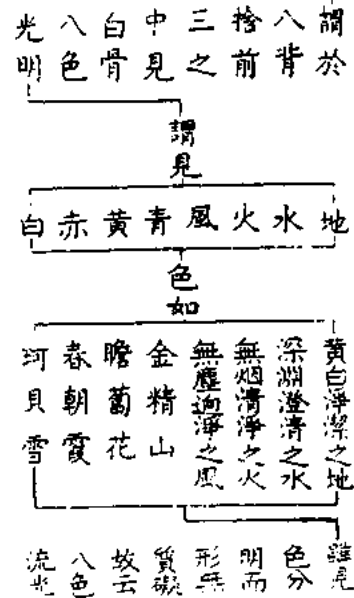 謂於
八背
捨前
三之
中見
白骨
八色
光明
謂見
地
水
火
風
青
黃
赤
白
色如
黃白淨潔之地
深淵澄清之水
無烟清淨之火
無塵逈淨之風
金精山
瞻蔔花
春朝霞
珂貝雪
雖見
色分
明而
形無
質礙
故云
八色
流光